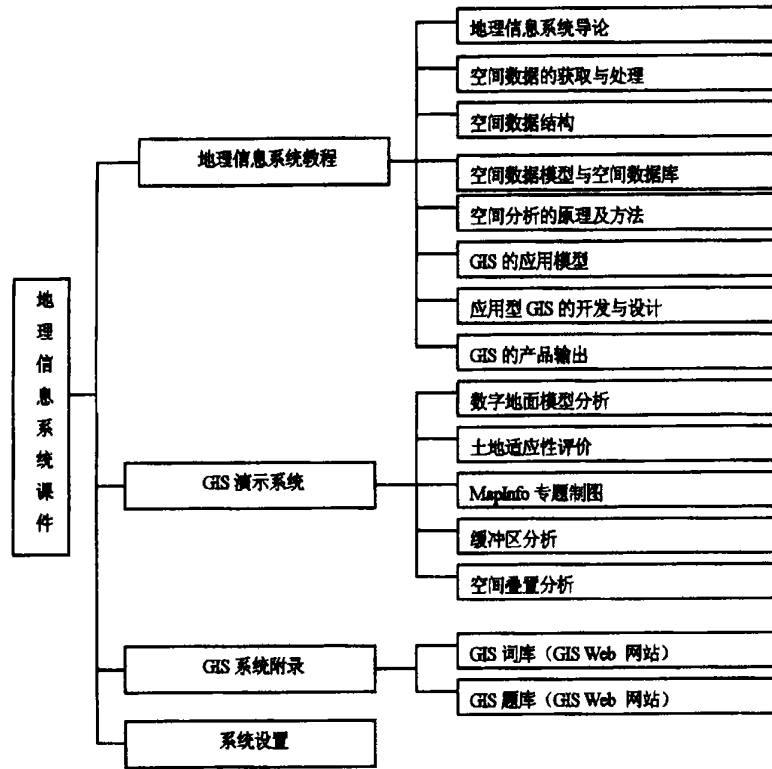 地理信息系统课件
地理信息系统教程
地理信息系统导论
空间数据的获取与处理
空间数据结构
空间数据模型与空间数据库
空间分析的原理及方法
GIS 的应用模型
应用型 GIS 的开发与设计
GIS 的产品输出
GIS 演示系统
数字地面模型分析
土地适应性评价
MapInfo 专题制图
缓冲区分析
空间叠置分析
GIS 系统附录
GIS 词库（GIS Web 网站）
GIS 题库（GIS Web 网站）
系统设置